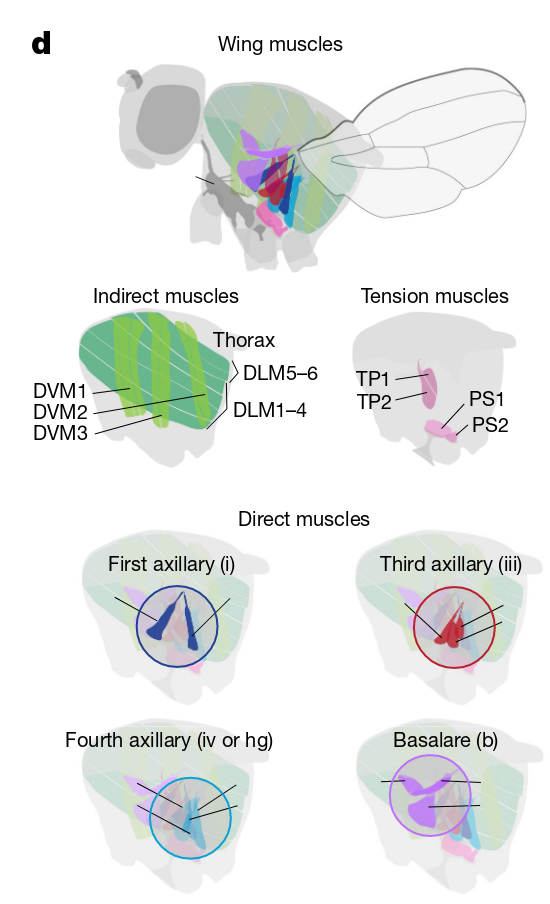 d
Wing muscles
Indirect muscles
Tension muscles
Thorax
DLM5–6
DVM1
DVM2
DVM3
DLM1–4
TP1
TP2
PS1
PS2
Direct muscles
First axillary (i)
Third axillary (iii)
Fourth axillary (iv or hg)
Basalare (b)